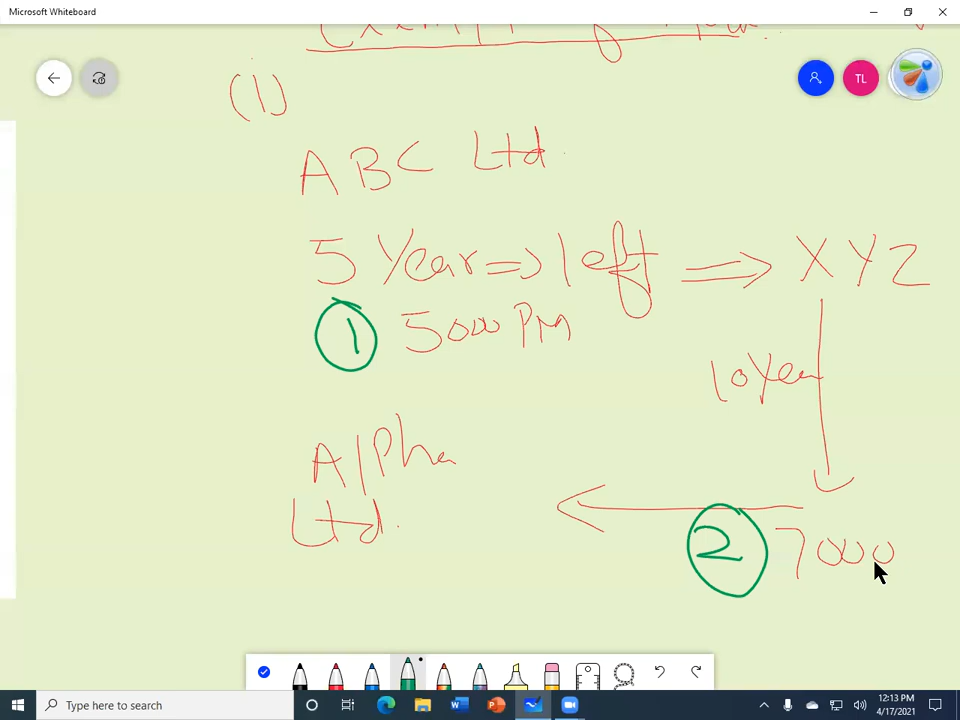 Microsoft Whiteboard
TL
(1)
ABC Ltd
5 Year => left => XYZ
1 5000 PM
10 Year
Alpha
Ltd.
2 7000
Type here to search
12:13 PM
4/17/2021